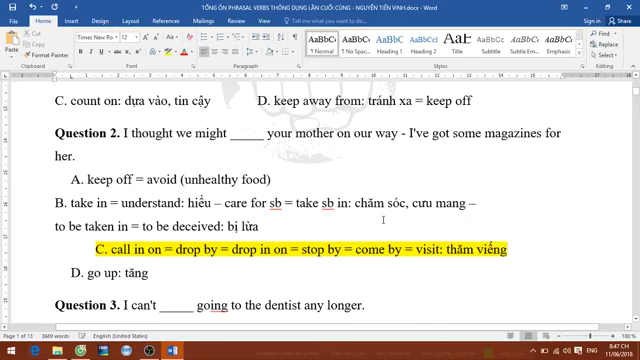 TỔNG ÔN PHRASAL VERBS THÔNG DỤNG LẦN CUỐI CÙNG - NGUYỄN TIẾN VINH.docx - Word
File Home Insert Design Layout References Mailings Review View Tell me what you want to do... Sign in Share
Cut
Copy
Paste
Format Painter
Clipboard
Times New Ro 12
Font
Paragraph
AaBbCcI AaBbCcI AaBbC AaBbCcI AaB AaBbCcD
¶ Normal ¶ No Spac... Heading 1 Heading 2 Title Subtitle
Styles
Find
Replace
Select
Editing
C. count on: dựa vào, tin cậy D. keep away from: tránh xa = keep off
Question 2. I thought we might _____ your mother on our way - I've got some magazines for
her.
A. keep off = avoid (unhealthy food)
B. take in = understand: hiểu – care for sb = take sb in: chăm sóc, cưu mang –
to be taken in = to be deceived: bị lừa
C. call in on = drop by = drop in on = stop by = come by = visit: thăm viếng
D. go up: tăng
Question 3. I can't _____ going to the dentist any longer.
Page 1 of 13 3669 words English (United States) 180 %
ENG 8:47 CH
11/06/2018